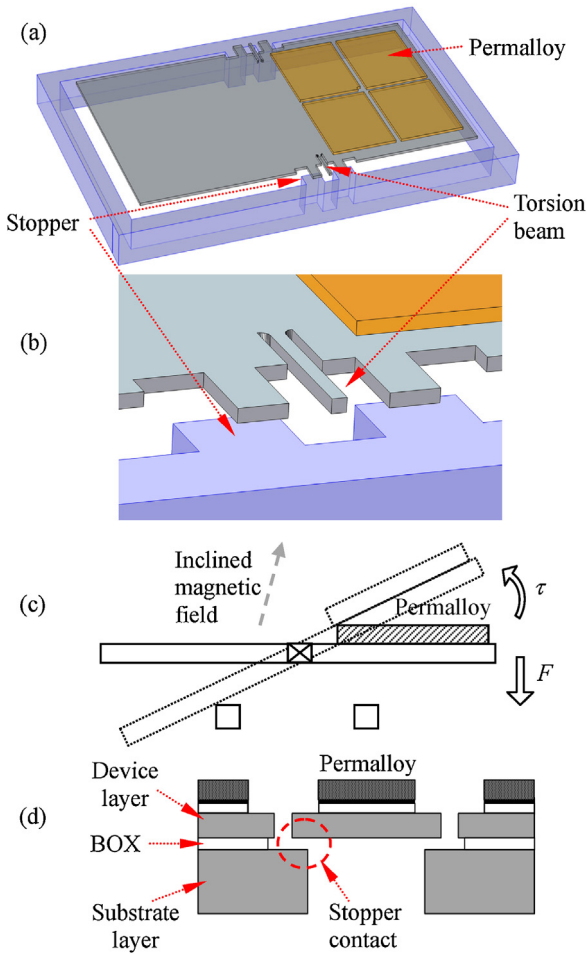 (a)
Permalloy
Stopper
Torsion
beam
(b)
Inclined
magnetic
field
(c)
Permalloy
τ
F
Device
layer
Permalloy
(d)
BOX
Substrate
layer
Stopper
contact